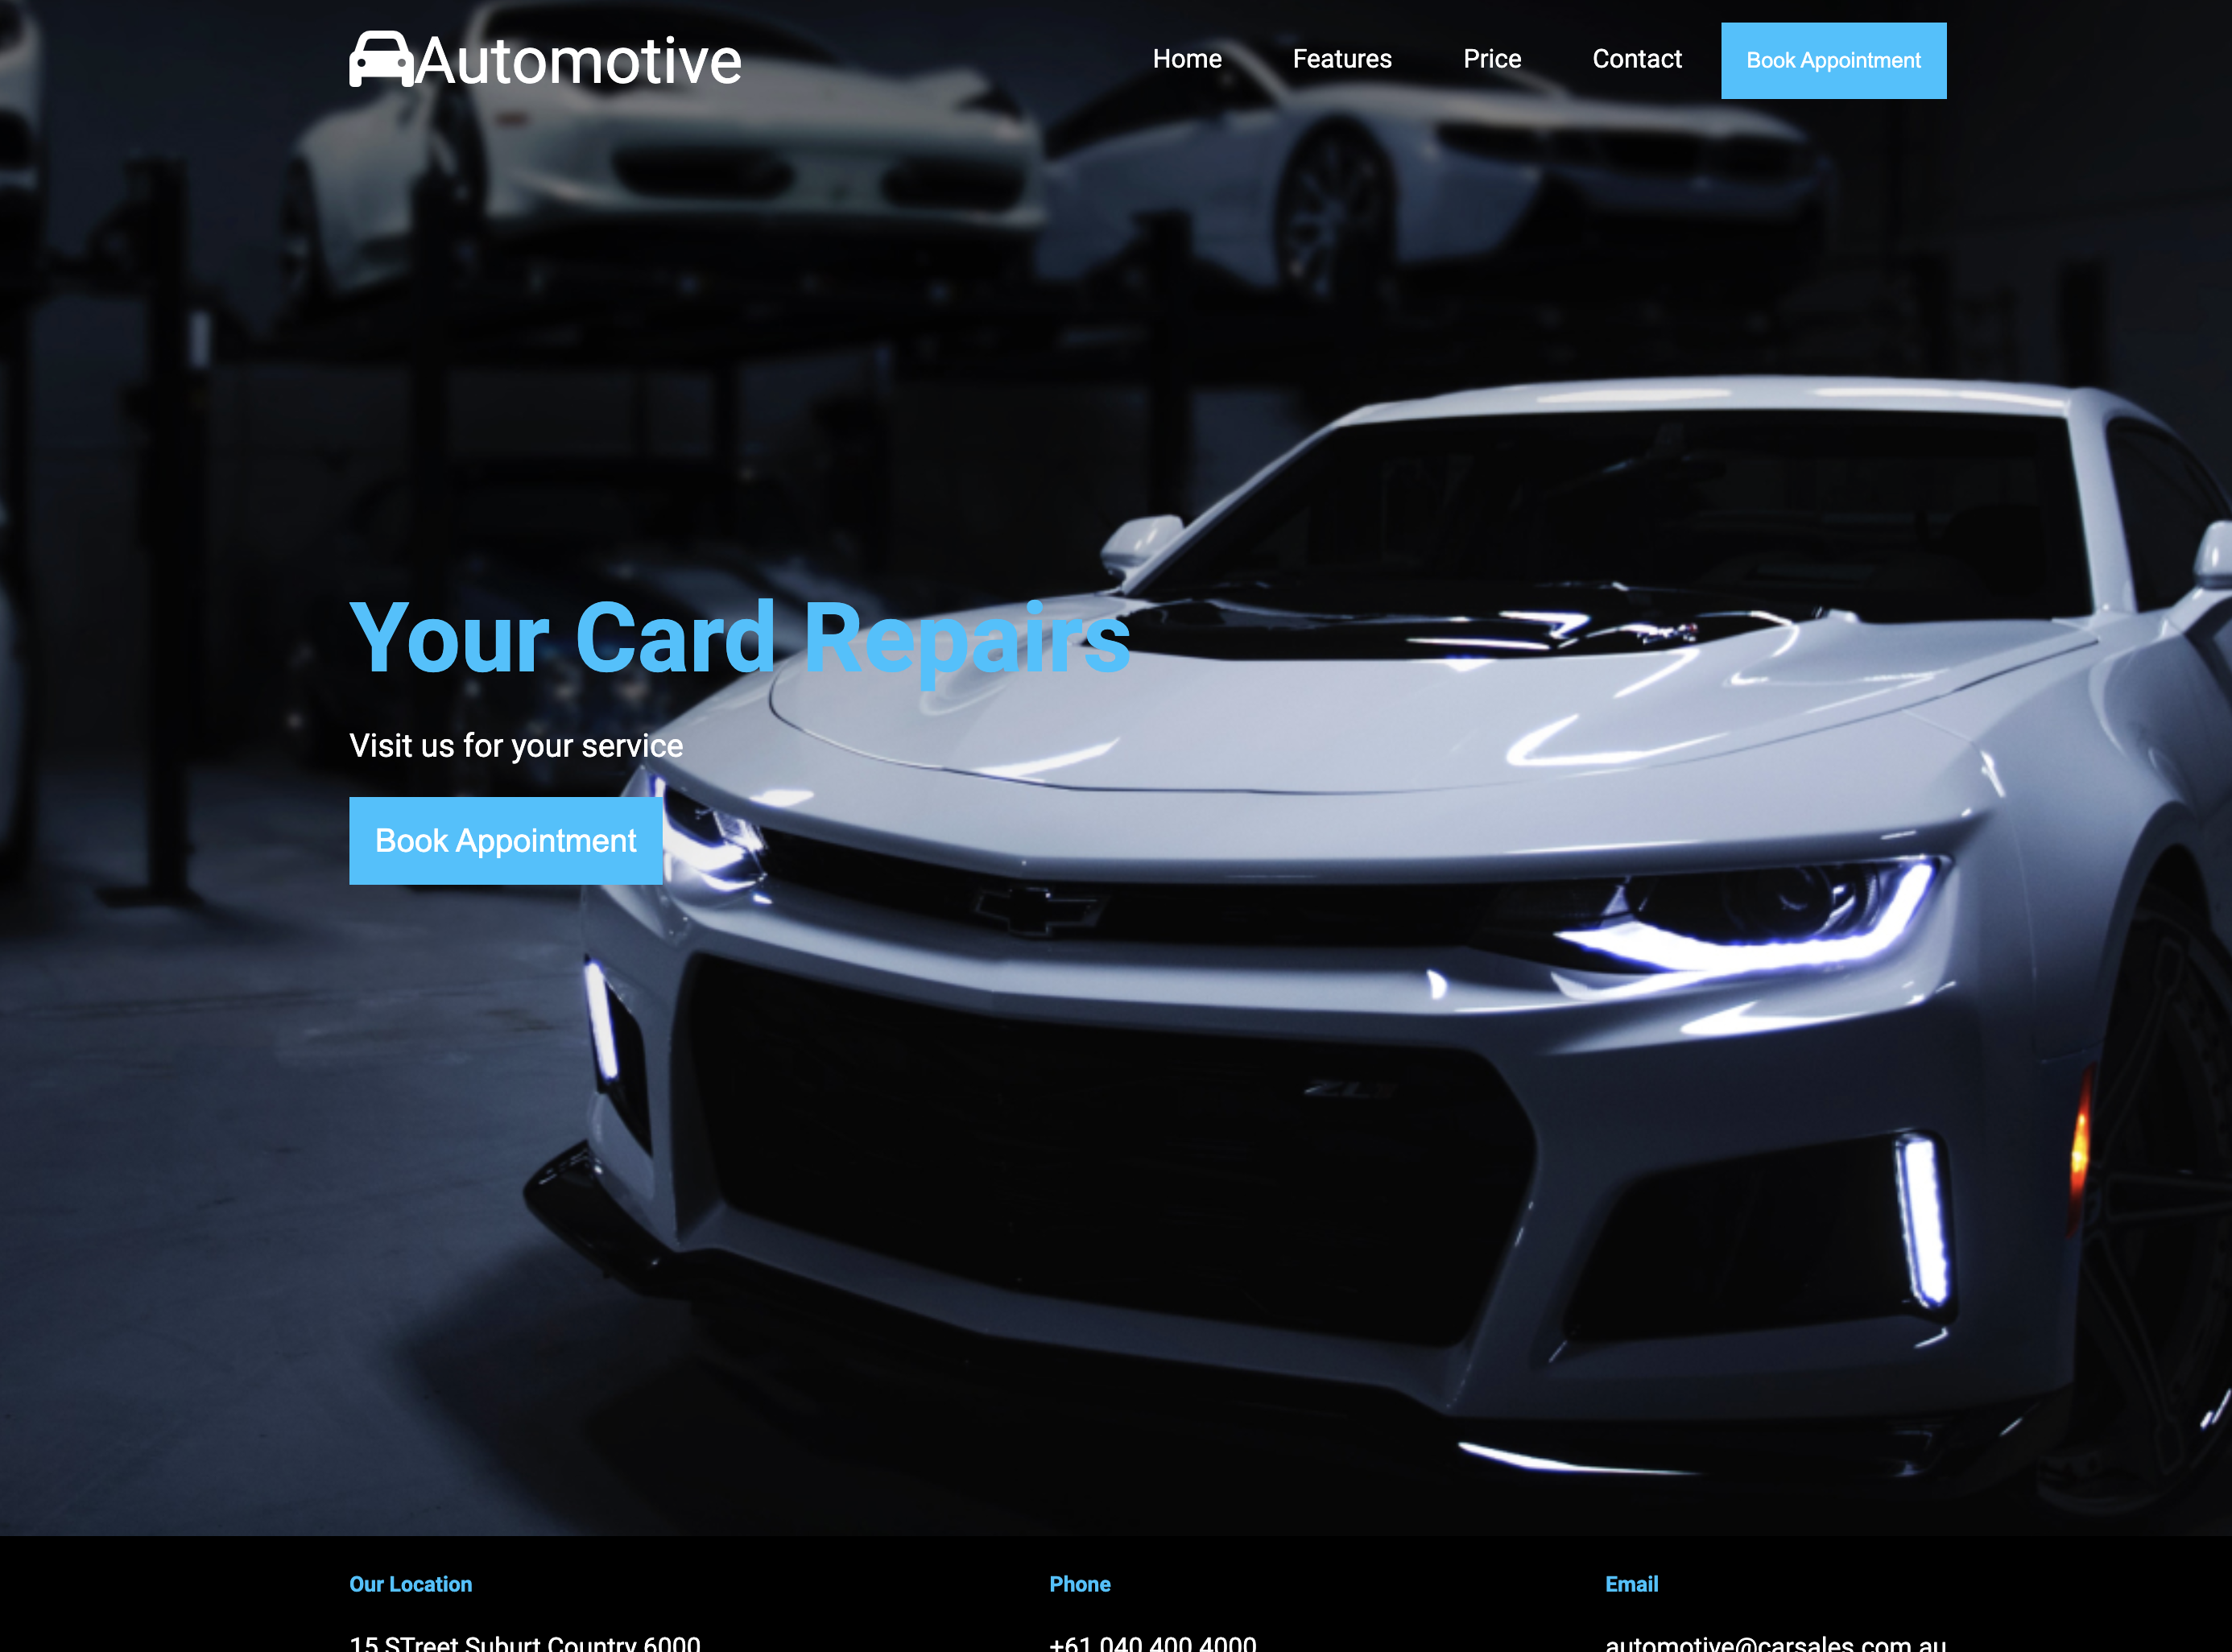 Automotive
Home Features Price Contact Book Appointment
Your Card Repairs
Visit us for your service
Book Appointment
ZL1
Our Location Phone Email
15 STreet Suburt Country 6000 +61 040 400 4000 automotive@carsales.com.au